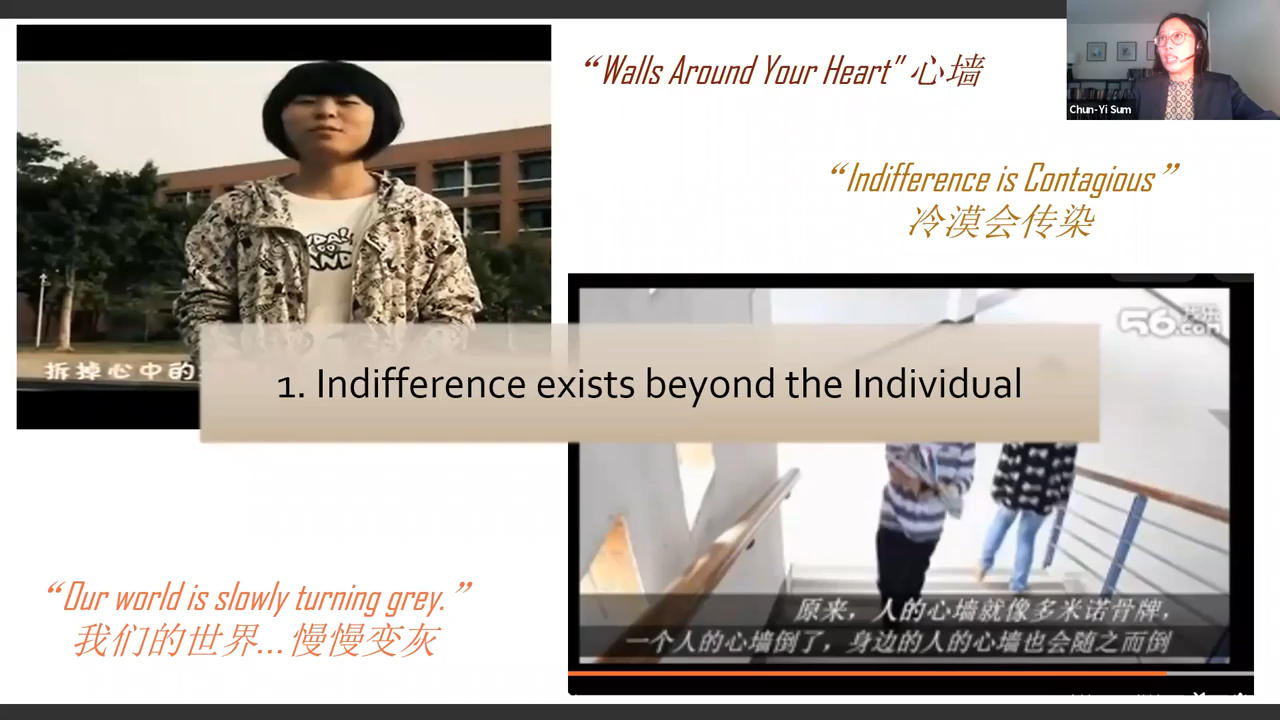 “Walls Around Your Heart” 心墙
Chun-Yi Sum
“Indifference is Contagious”
冷漠会传染
56.com
拆掉心中的
1. Indifference exists beyond the Individual
“Our world is slowly turning grey.”
我们的世界...慢慢变灰
原来，人的心墙就像多米诺骨牌，
一个人的心墙倒了，身边的人的心墙也会随之而倒